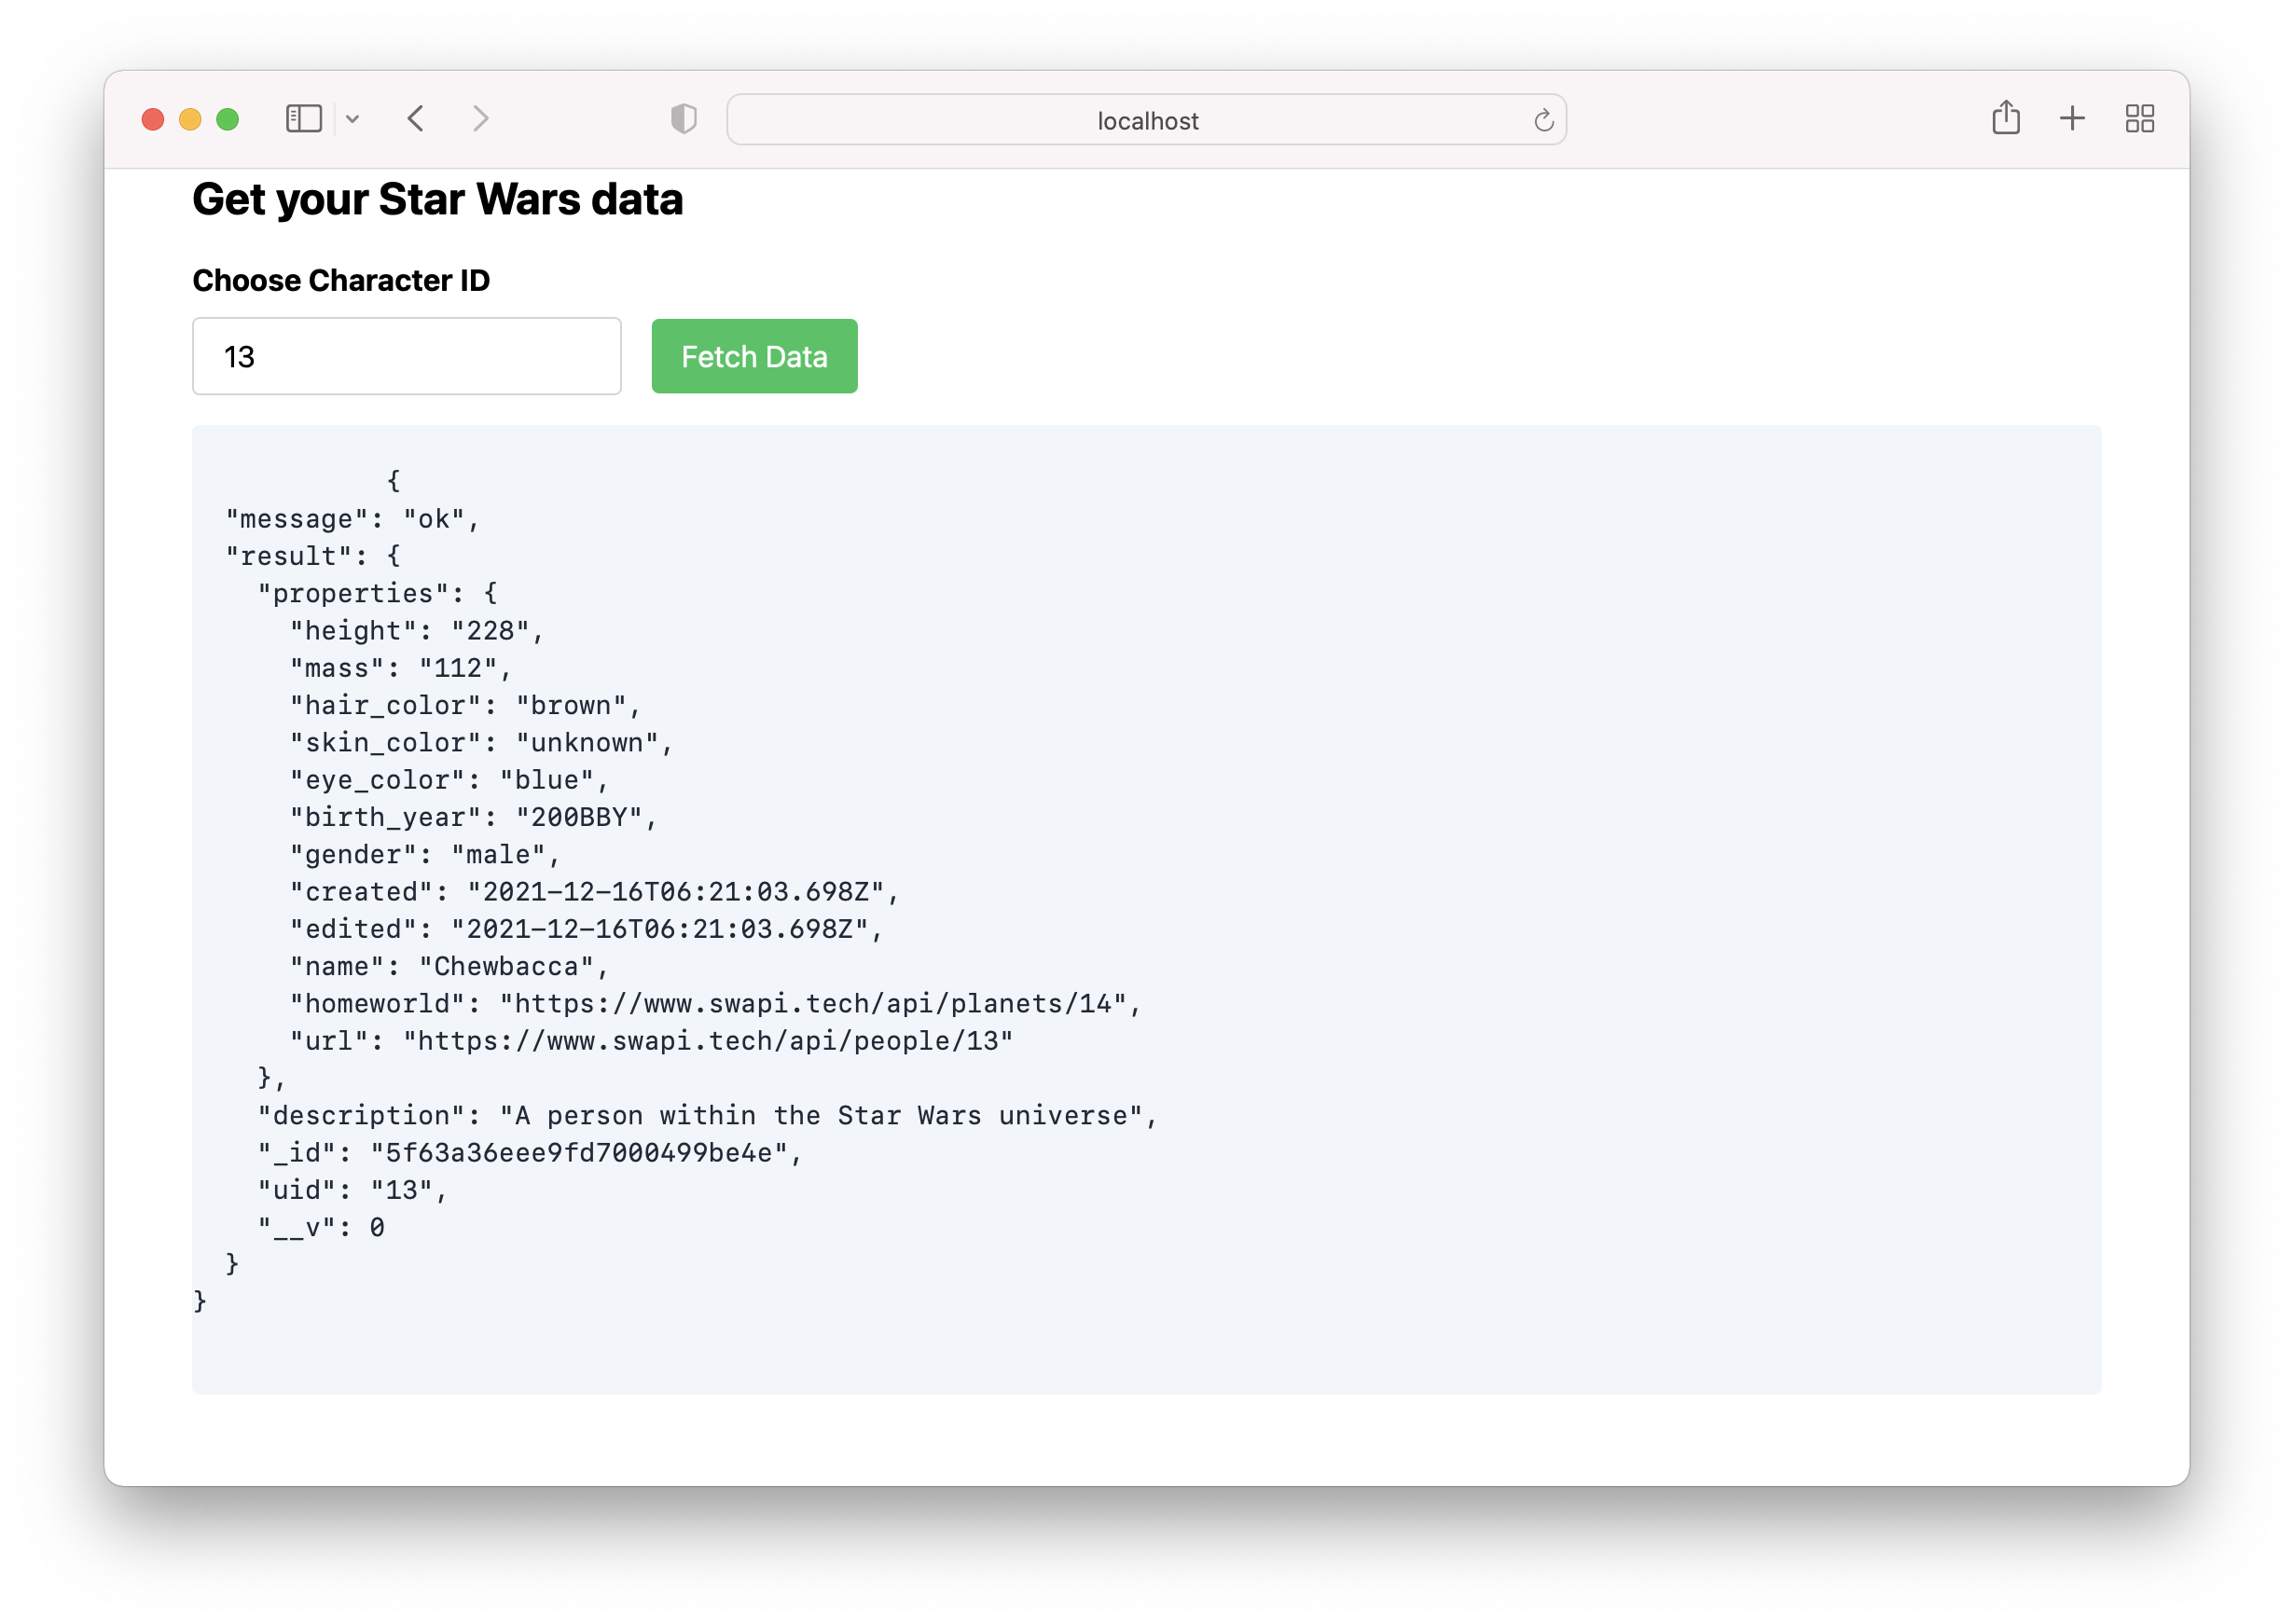 localhost
Get your Star Wars data
Choose Character ID
13
Fetch Data
{
"message": "ok",
"result": {
"properties": {
"height": "228",
"mass": "112",
"hair_color": "brown",
"skin_color": "unknown",
"eye_color": "blue",
"birth_year": "200BBY",
"gender": "male",
"created": "2021-12-16T06:21:03.698Z",
"edited": "2021-12-16T06:21:03.698Z",
"name": "Chewbacca",
"homeworld": "https://www.swapi.tech/api/planets/14",
"url": "https://www.swapi.tech/api/people/13"
},
"description": "A person within the Star Wars universe",
"_id": "5f63a36eee9fd7000499be4e",
"uid": "13",
"__v": 0
}
}